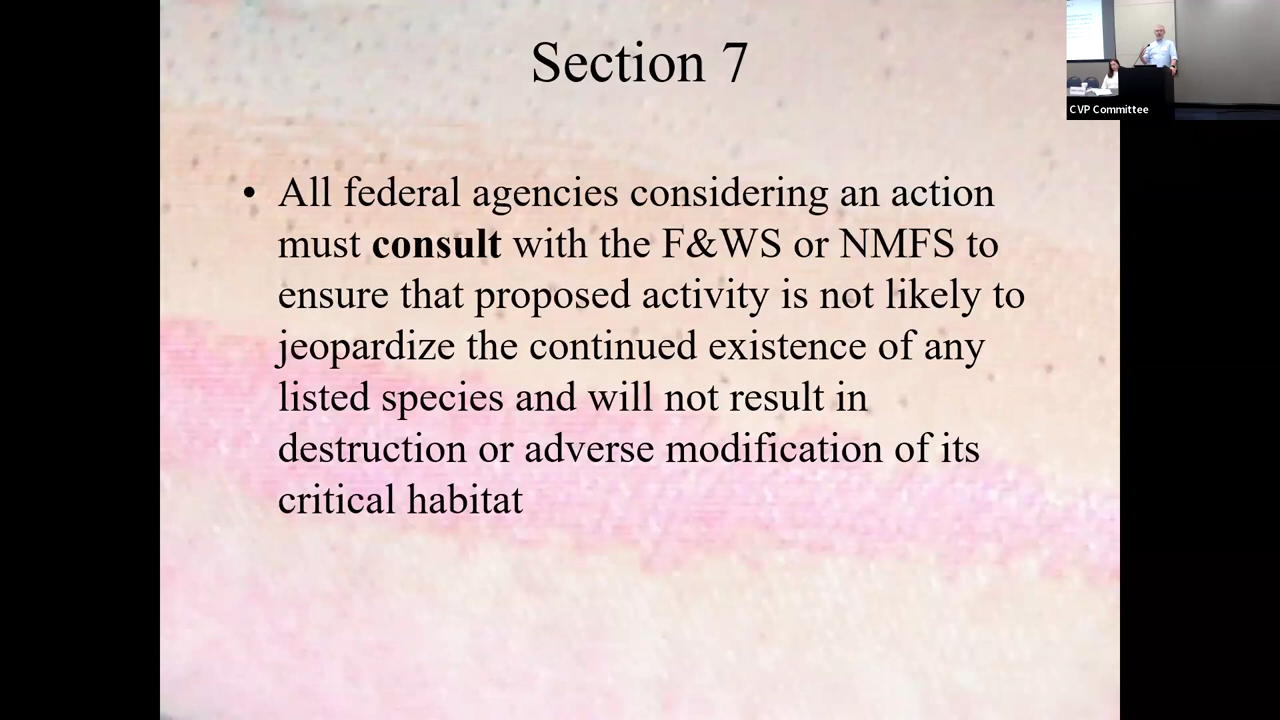 Section 7
CVP Committee
• All federal agencies considering an action
must consult with the F&WS or NMFS to
ensure that proposed activity is not likely to
jeopardize the continued existence of any
listed species and will not result in
destruction or adverse modification of its
critical habitat